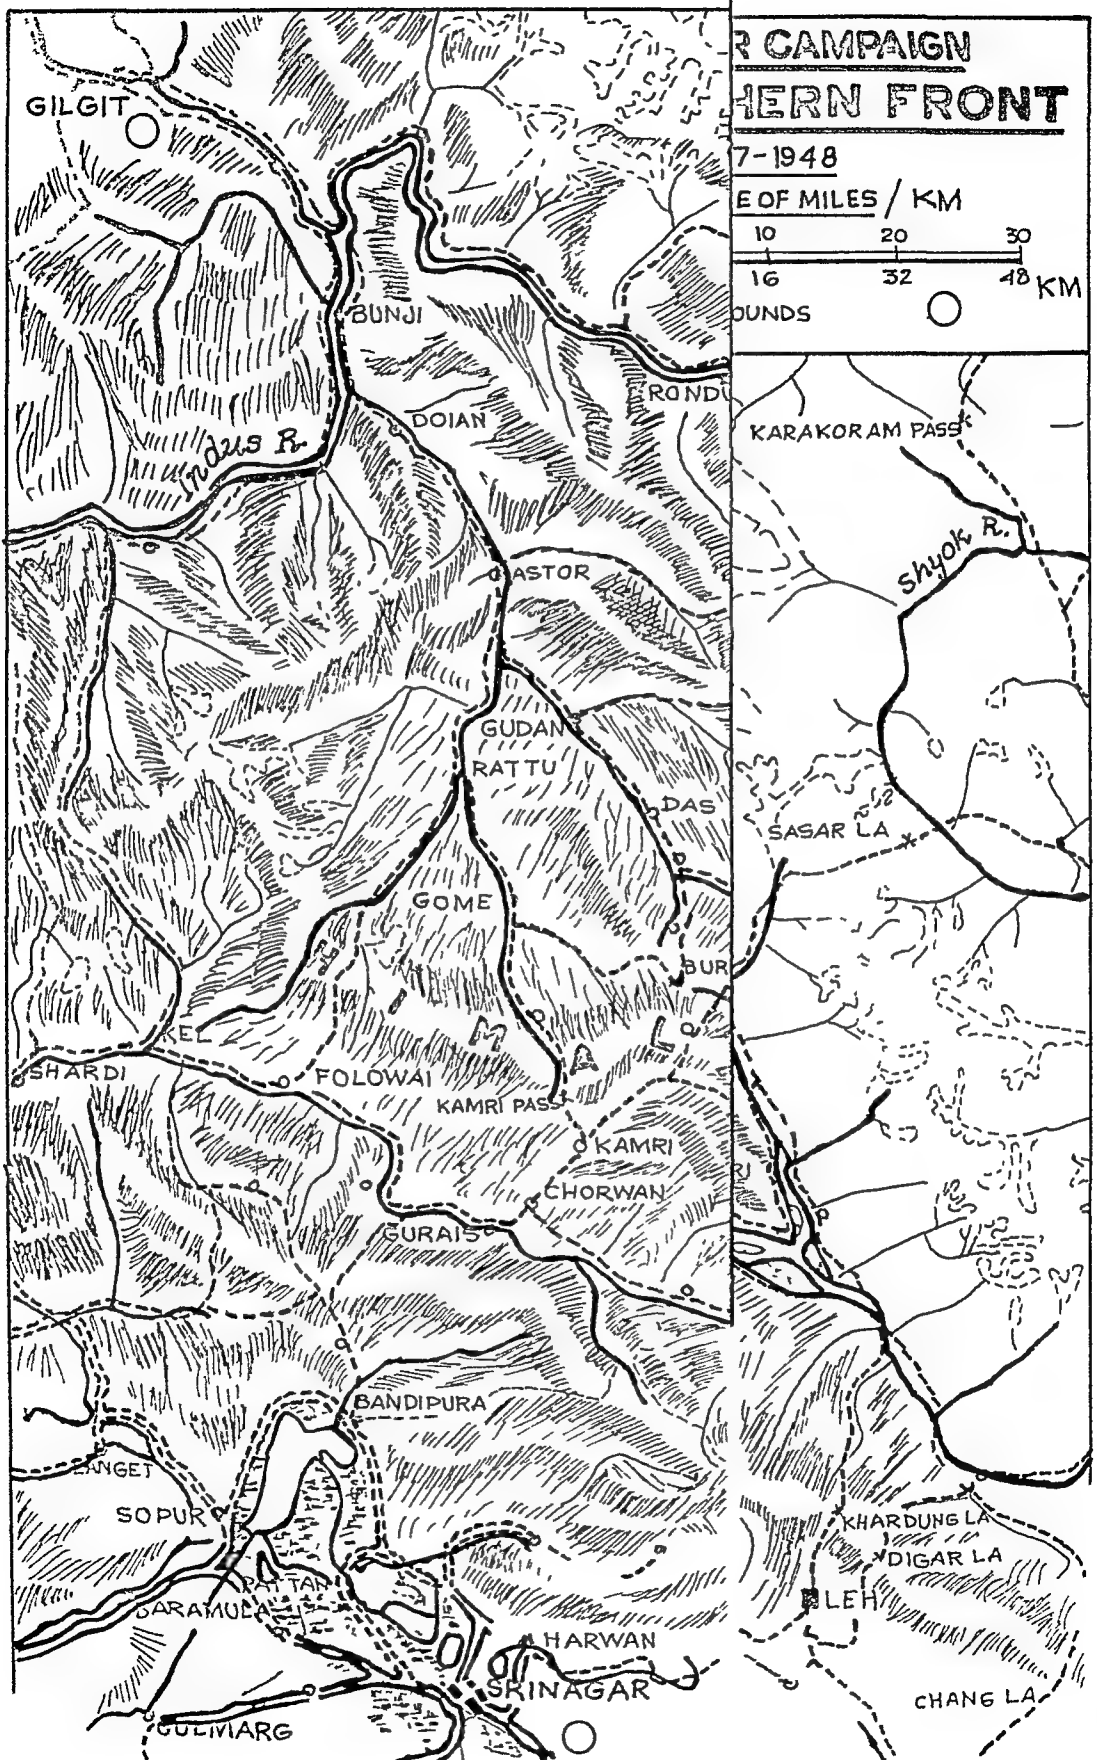 R CAMPAIGN
HERN FRONT
7-1948
E OF MILES / KM
10 20 30
16 32 48 KM
OUNDS
GILGIT
BUNJI
RONDU
DOIAN
KARAKORAM PASS
Indus R.
Shyok R.
ASTOR
GUDAN
RATTU
DAS
SASAR LA
GOME
BUR
I
M
A
L
KEL
SHARDI
FOLOWAI
KAMRI PASS
KAMRI
CHORWAN
GURAIS
BANDIPURA
LANGET
SOPUR
KHARDUNG LA
DIGAR LA
PATTAN
LEH
BARAMULA
HARWAN
SRINAGAR
CHANG LA
GULMARG